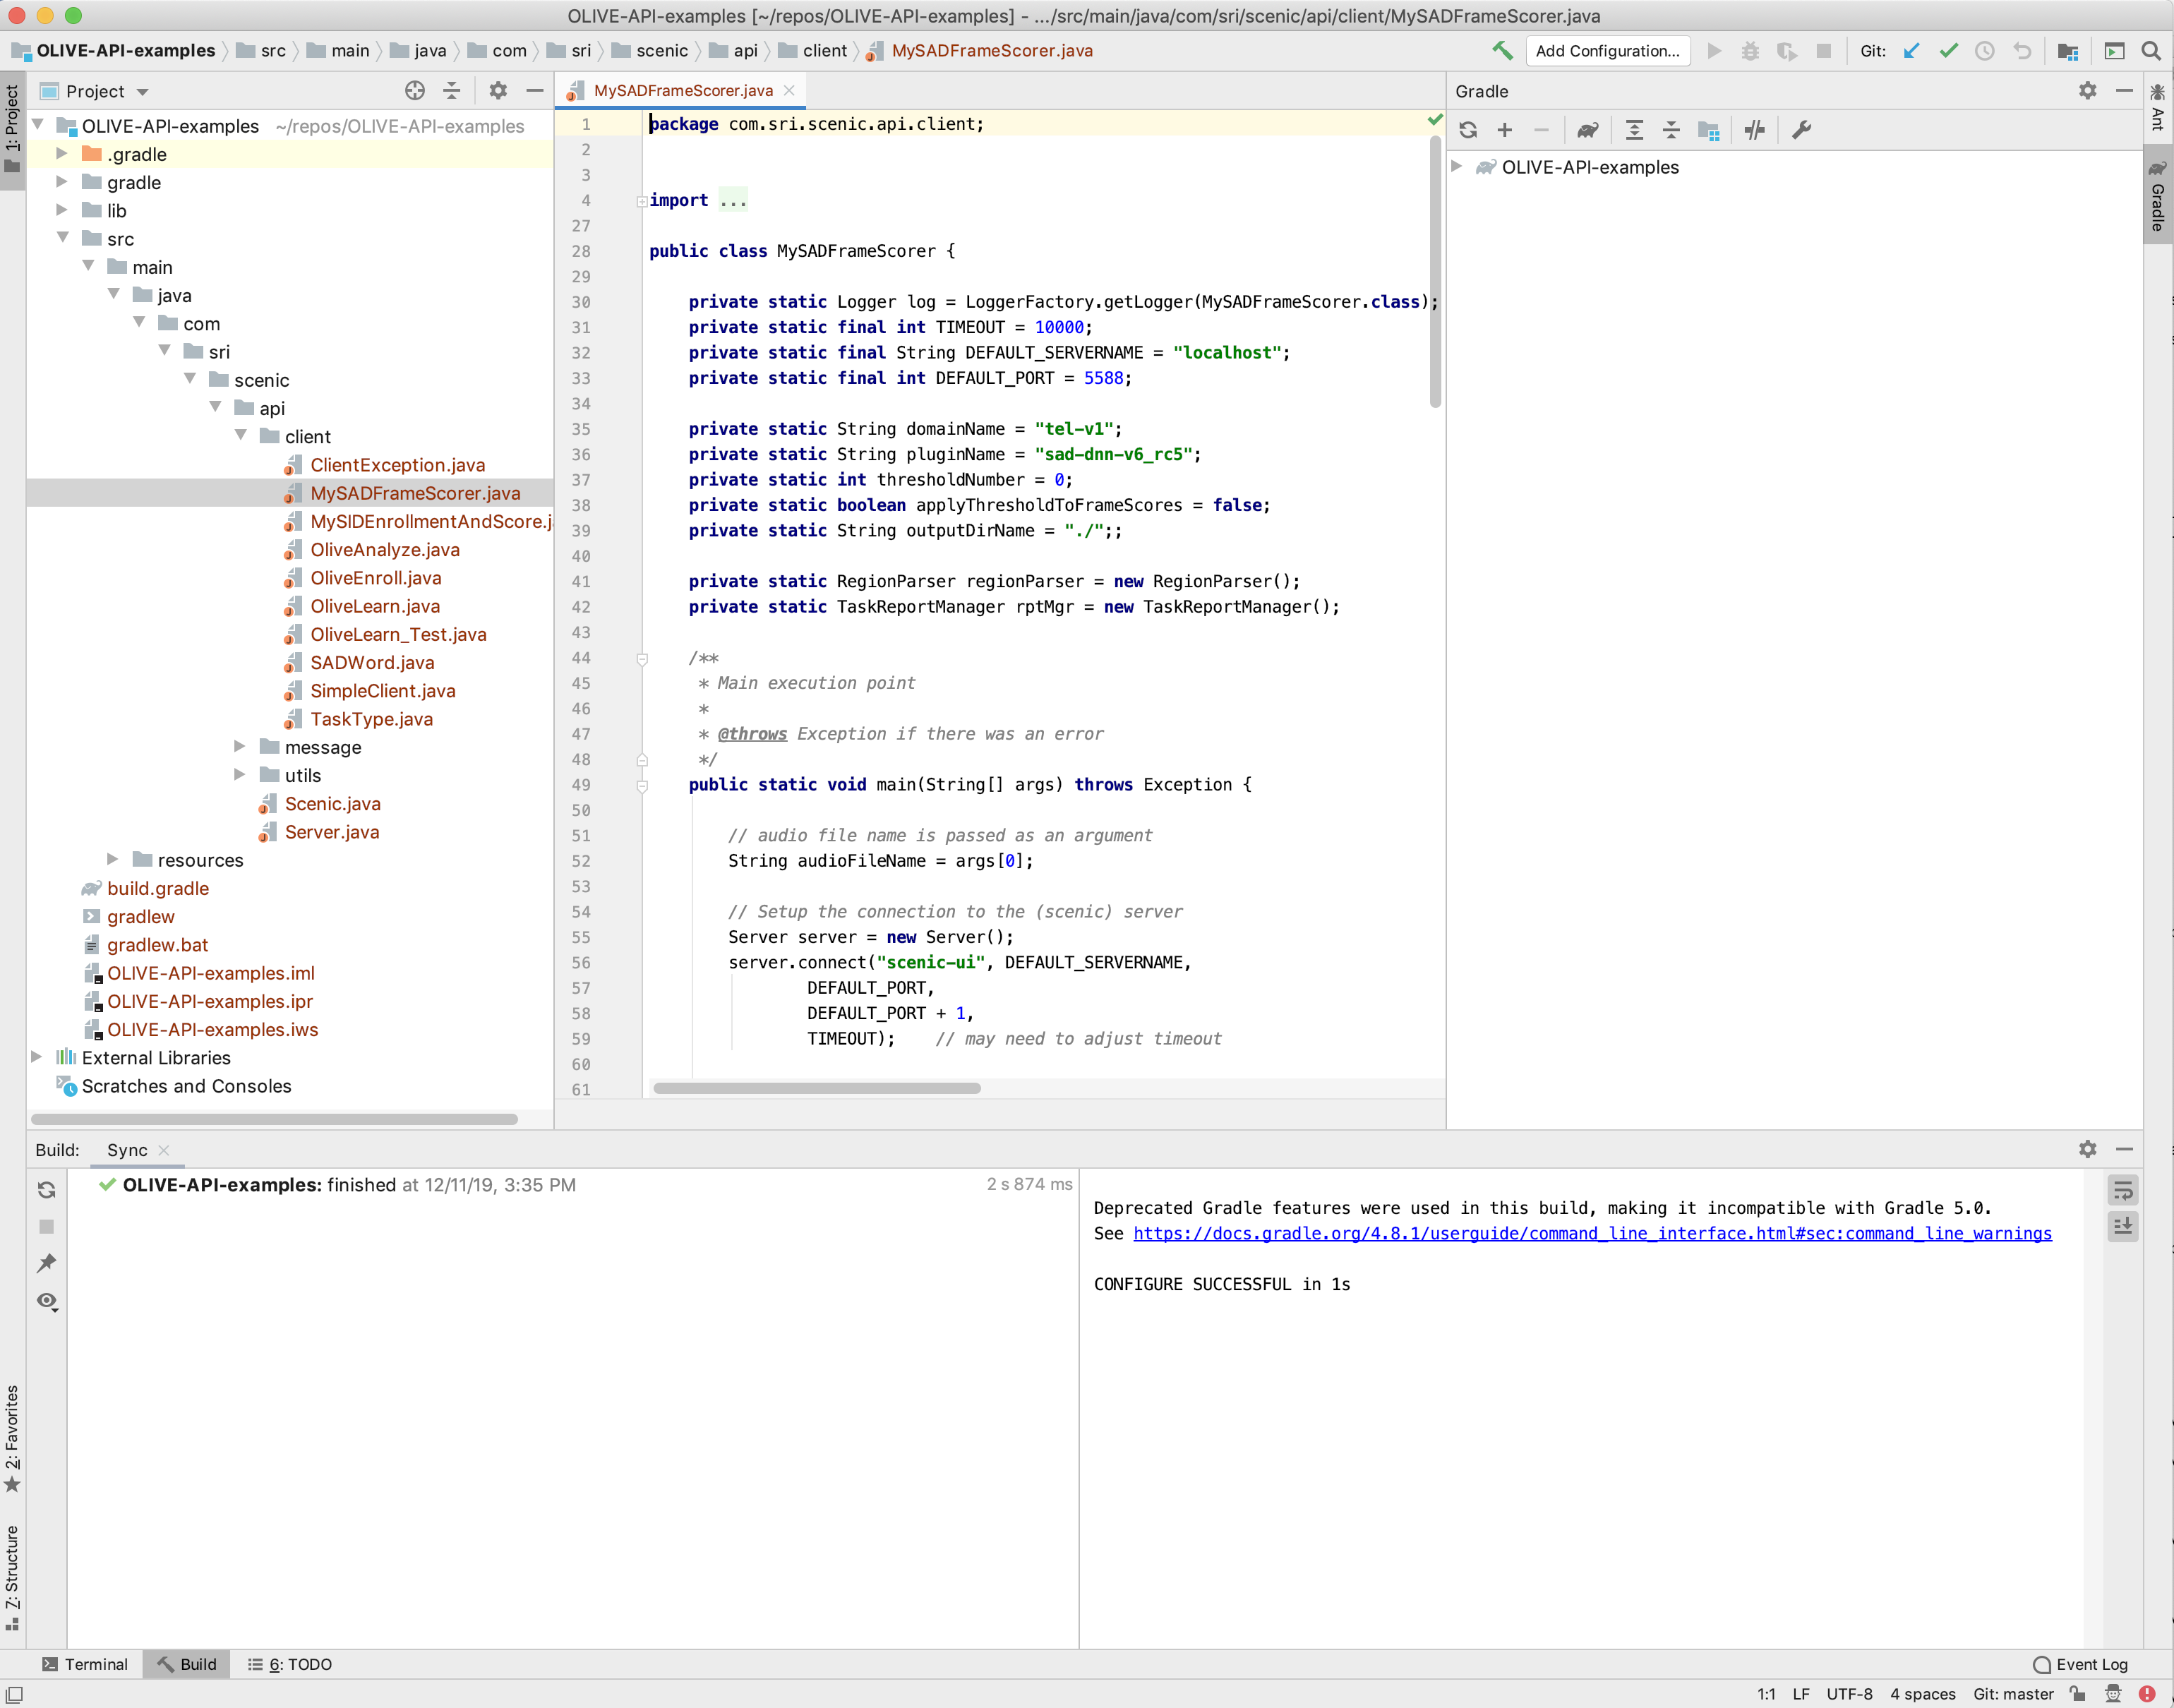 OLIVE-API-examples [~/repos/OLIVE-API-examples] - .../src/main/java/com/sri/scenic/api/client/MySADFrameScorer.java
OLIVE-API-examples src main java com sri scenic api client MySADFrameScorer.java Add Configuration... Git:
1: Project
Project
OLIVE-API-examples ~/repos/OLIVE-API-examples
.gradle
gradle
lib
src
main
java
com
sri
scenic
api
client
ClientException.java
MySADFrameScorer.java
MySIDEnrollmentAndScore.j
OliveAnalyze.java
OliveEnroll.java
OliveLearn.java
OliveLearn_Test.java
SADWord.java
SimpleClient.java
TaskType.java
message
utils
Scenic.java
Server.java
resources
build.gradle
gradlew
gradlew.bat
OLIVE-API-examples.iml
OLIVE-API-examples.ipr
OLIVE-API-examples.iws
External Libraries
Scratches and Consoles
MySADFrameScorer.java
1 package com.sri.scenic.api.client;
2
3
4 import ...
27
28 public class MySADFrameScorer {
29
30 private static Logger log = LoggerFactory.getLogger(MySADFrameScorer.class);
31 private static final int TIMEOUT = 10000;
32 private static final String DEFAULT_SERVERNAME = "localhost";
33 private static final int DEFAULT_PORT = 5588;
34
35 private static String domainName = "tel-v1";
36 private static String pluginName = "sad-dnn-v6_rc5";
37 private static int thresholdNumber = 0;
38 private static boolean applyThresholdToFrameScores = false;
39 private static String outputDirName = "./";;
40
41 private static RegionParser regionParser = new RegionParser();
42 private static TaskReportManager rptMgr = new TaskReportManager();
43
44 /**
45 * Main execution point
46 *
47 * @throws Exception if there was an error
48 */
49 public static void main(String[] args) throws Exception {
50
51 // audio file name is passed as an argument
52 String audioFileName = args[0];
53
54 // Setup the connection to the (scenic) server
55 Server server = new Server();
56 server.connect("scenic-ui", DEFAULT_SERVERNAME,
57 DEFAULT_PORT,
58 DEFAULT_PORT + 1,
59 TIMEOUT); // may need to adjust timeout
60
61
Gradle
OLIVE-API-examples
Ant
Gradle
Build: Sync
OLIVE-API-examples: finished at 12/11/19, 3:35 PM 2 s 874 ms
Deprecated Gradle features were used in this build, making it incompatible with Gradle 5.0.
See https://docs.gradle.org/4.8.1/userguide/command_line_interface.html#sec:command_line_warnings
CONFIGURE SUCCESSFUL in 1s
2: Favorites
7: Structure
Terminal Build 6: TODO Event Log
1:1 LF UTF-8 4 spaces Git: master